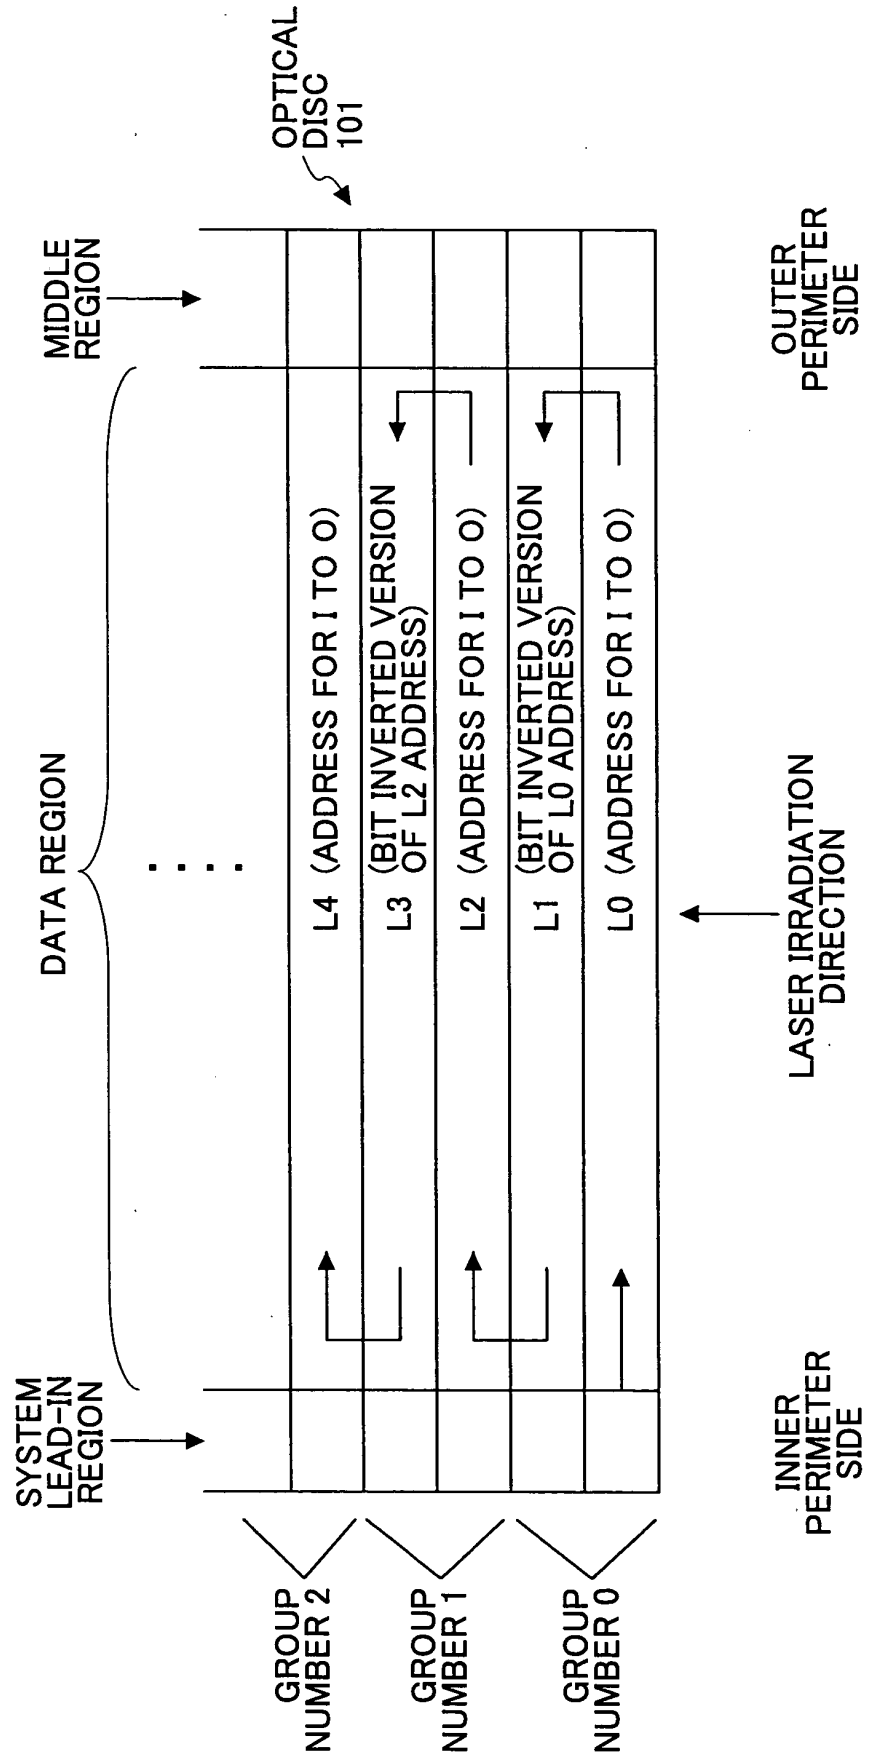 SYSTEM
LEAD-IN
REGION
DATA REGION
MIDDLE
REGION
OPTICAL
DISC
101
GROUP
NUMBER 2
GROUP
NUMBER 1
GROUP
NUMBER 0
L4 (ADDRESS FOR I TO O)
L3 (BIT INVERTED VERSION
OF L2 ADDRESS)
L2 (ADDRESS FOR I TO O)
L1 (BIT INVERTED VERSION
OF L0 ADDRESS)
L0 (ADDRESS FOR I TO O)
INNER
PERIMETER
SIDE
LASER IRRADIATION
DIRECTION
OUTER
PERIMETER
SIDE